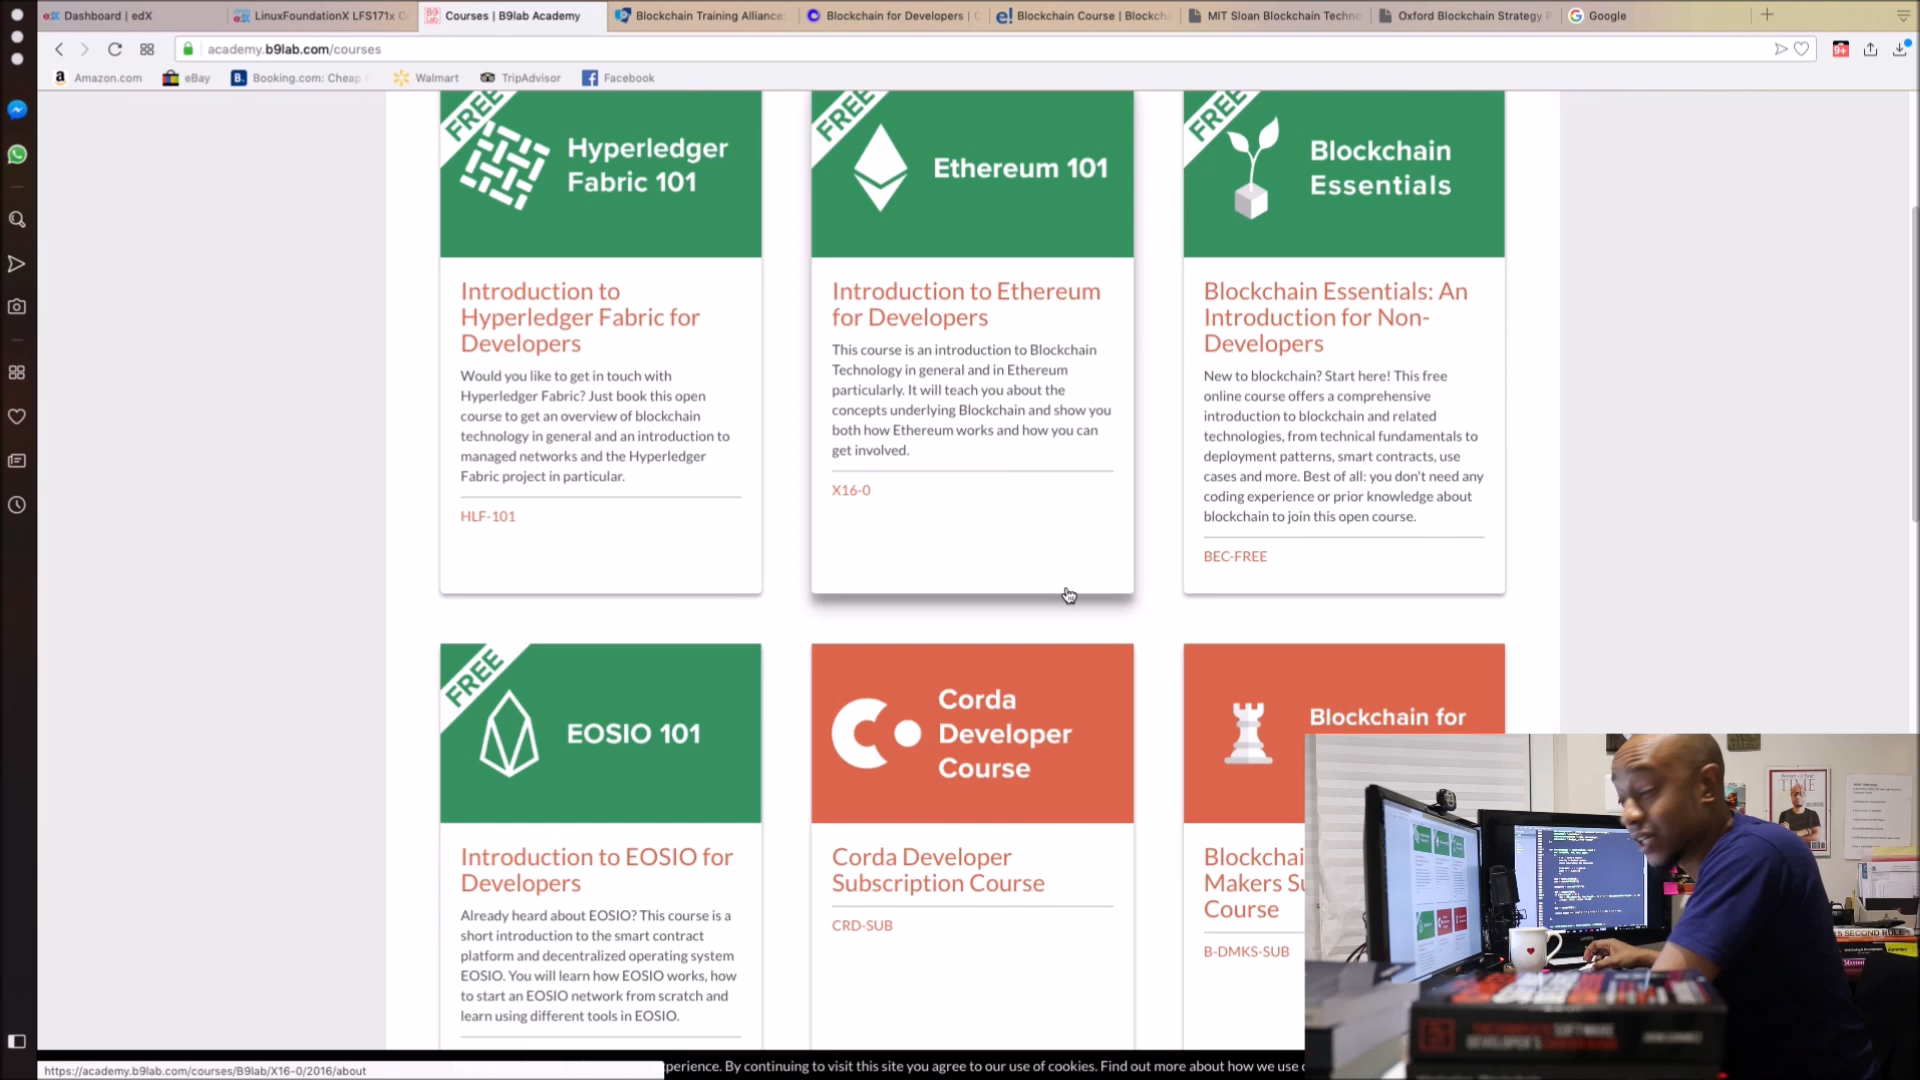 Dashboard | edX
LinuxFoundationX LFS171x C
Courses | B9lab Academy
Blockchain Training Alliance:
Blockchain for Developers | C
Blockchain Course | Blockcha
MIT Sloan Blockchain Techno
Oxford Blockchain Strategy P
Google
academy.b9lab.com/courses
9+
Amazon.com
eBay
Booking.com: Cheap
Walmart
TripAdvisor
Facebook
FREE
Hyperledger
Fabric 101
Introduction to
Hyperledger Fabric for
Developers
Would you like to get in touch with
Hyperledger Fabric? Just book this open
course to get an overview of blockchain
technology in general and an introduction to
managed networks and the Hyperledger
Fabric project in particular.
HLF-101
FREE
Ethereum 101
Introduction to Ethereum
for Developers
This course is an introduction to Blockchain
Technology in general and in Ethereum
particularly. It will teach you about the
concepts underlying Blockchain and show you
both how Ethereum works and how you can
get involved.
X16-0
FREE
Blockchain
Essentials
Blockchain Essentials: An
Introduction for Non-
Developers
New to blockchain? Start here! This free
online course offers a comprehensive
introduction to blockchain and related
technologies, from technical fundamentals to
deployment patterns, smart contracts, use
cases and more. Best of all: you don't need any
coding experience or prior knowledge about
blockchain to join this open course.
BEC-FREE
FREE
EOSIO 101
Introduction to EOSIO for
Developers
Already heard about EOSIO? This course is a
short introduction to the smart contract
platform and decentralized operating system
EOSIO. You will learn how EOSIO works, how
to start an EOSIO network from scratch and
learn using different tools in EOSIO.
Corda
Developer
Course
Corda Developer
Subscription Course
CRD-SUB
Blockchain for
Blockchai
Makers Su
Course
B-DMKS-SUB
TIME
5 SECOND RULE
https://academy.b9lab.com/courses/B9lab/X16-0/2016/about
perience. By continuing to visit this site you agree to our use of cookies. Find out more about how we use c